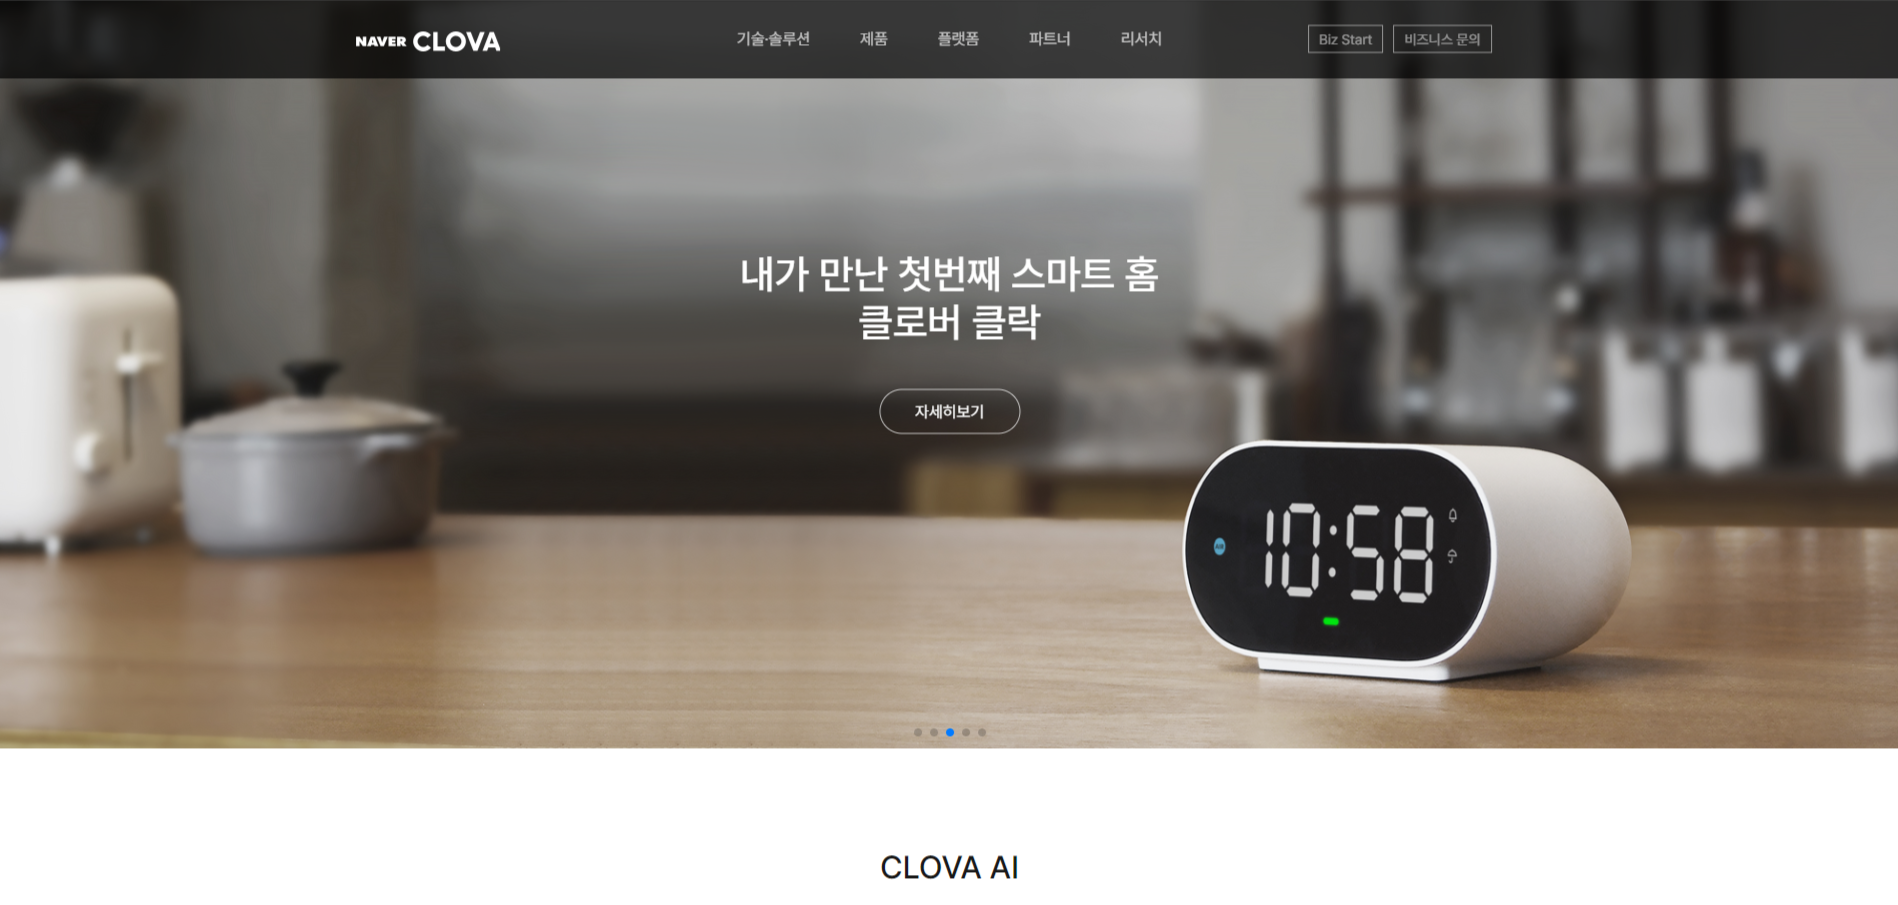 NAVER CLOVA
기술·솔루션
제품
플랫폼
파트너
리서치
Biz Start
비즈니스 문의
내가 만난 첫번째 스마트 홈
클로버 클락
자세히보기
10:58
CLOVA AI